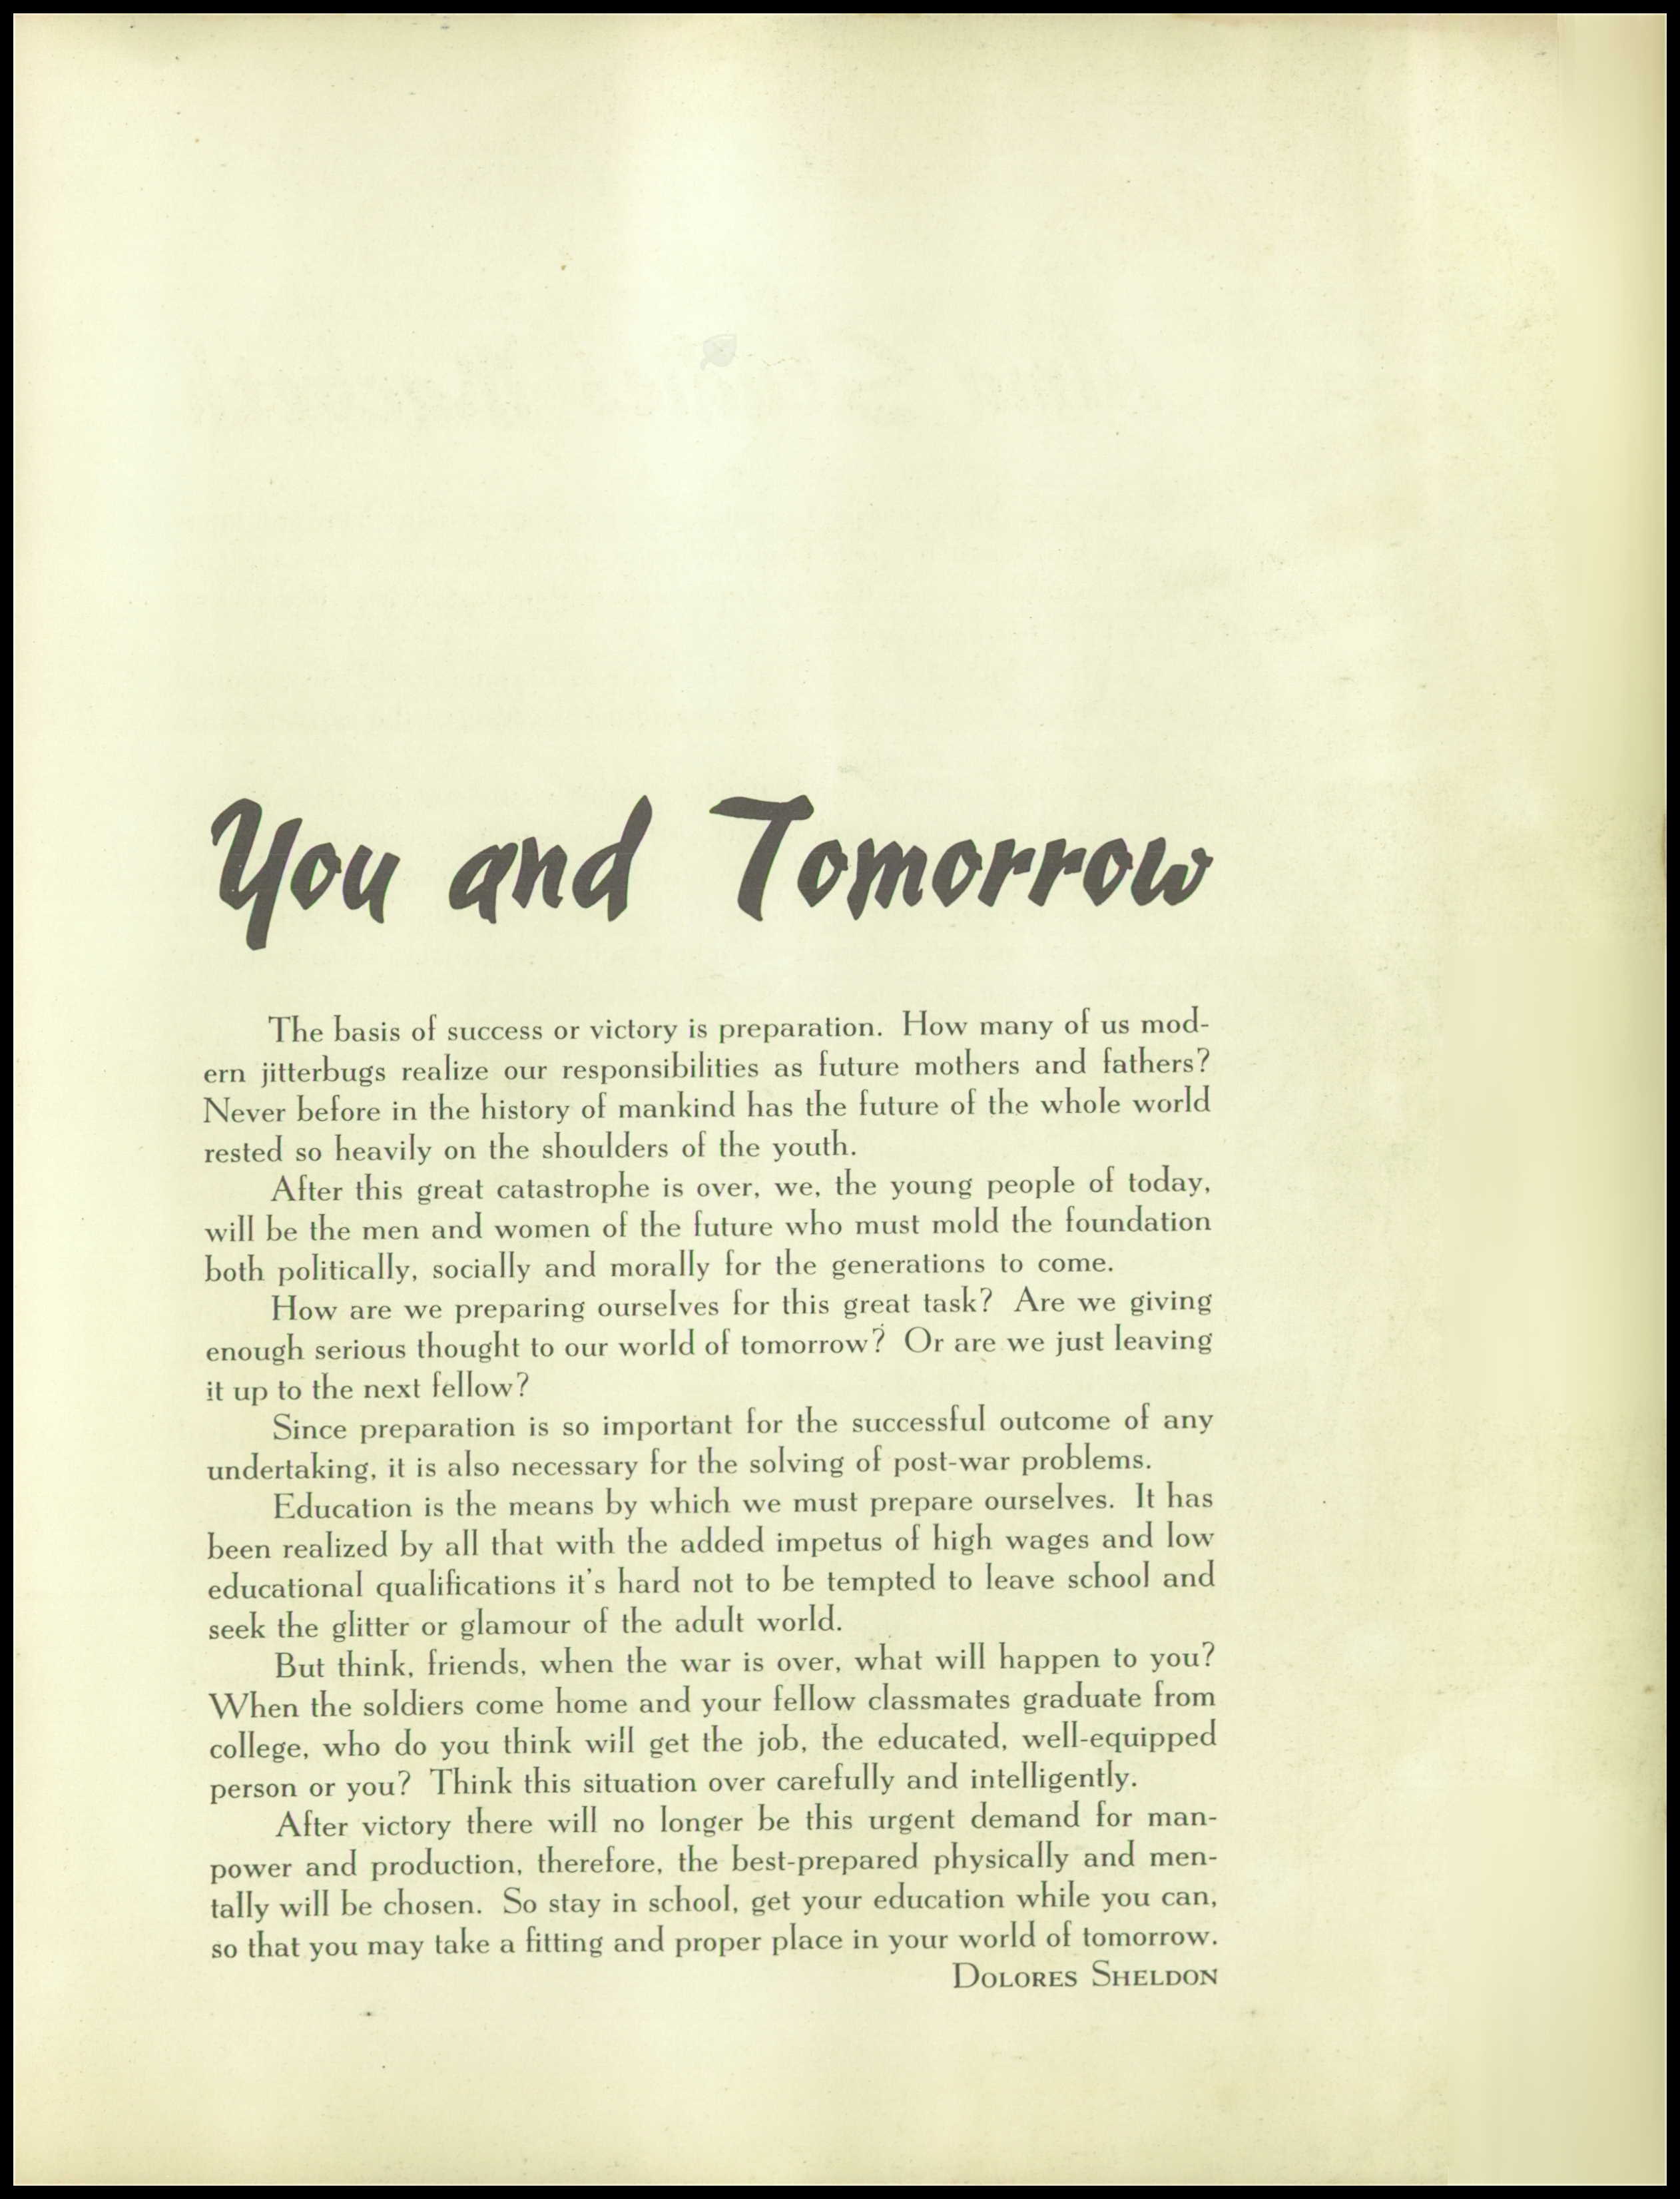 You and Tomorrow
The basis of success or victory is preparation. How many of us mod-
ern jitterbugs realize our responsibilities as future mothers and fathers?
Never before in the history of mankind has the future of the whole world
rested so heavily on the shoulders of the youth.
After this great catastrophe is over, we, the young people of today,
will be the men and women of the future who must mold the foundation
both politically, socially and morally for the generations to come.
How are we preparing ourselves for this great task? Are we giving
enough serious thought to our world of tomorrow? Or are we just leaving
it up to the next fellow?
Since preparation is so important for the successful outcome of any
undertaking, it is also necessary for the solving of post-war problems.
Education is the means by which we must prepare ourselves. It has
been realized by all that with the added impetus of high wages and low
educational qualifications it's hard not to be tempted to leave school and
seek the glitter or glamour of the adult world.
But think, friends, when the war is over, what will happen to you?
When the soldiers come home and your fellow classmates graduate from
college, who do you think will get the job, the educated, well-equipped
person or you? Think this situation over carefully and intelligently.
After victory there will no longer be this urgent demand for man-
power and production, therefore, the best-prepared physically and men-
tally will be chosen. So stay in school, get your education while you can,
so that you may take a fitting and proper place in your world of tomorrow.
DOLORES SHELDON